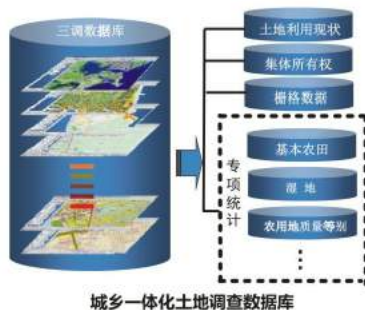 三调数据库
土地利用现状
集体所有权
栅格数据
专项统计
基本农田
湿地
农用地质量等别
城乡一体化土地调查数据库